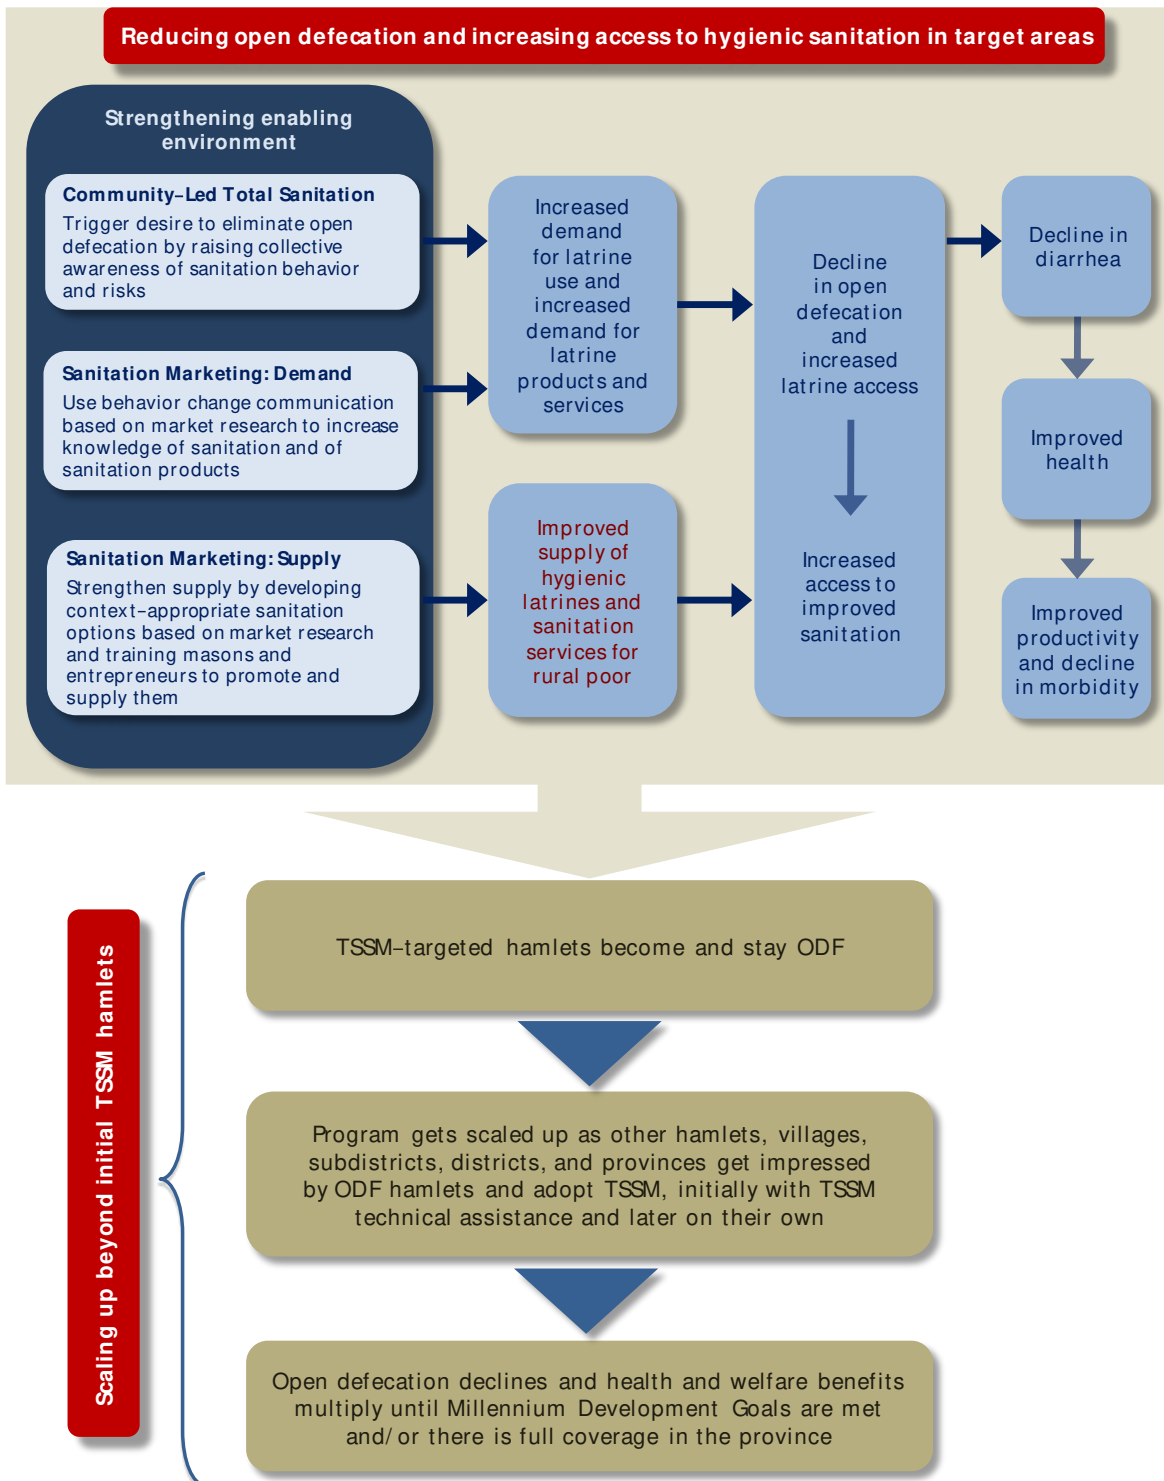 Reducing open defecation and increasing access to hygienic sanitation in target areas
Strengthening enabling
environment
Community–Led Total Sanitation
Trigger desire to eliminate open
defecation by raising collective
awareness of sanitation behavior
and risks
Sanitation Marketing: Demand
Use behavior change communication
based on market research to increase
knowledge of sanitation and of
sanitation products
Sanitation Marketing: Supply
Strengthen supply by developing
context–appropriate sanitation
options based on market research
and training masons and
entrepreneurs to promote and
supply them
Increased
demand
for latrine
use and
increased
demand for
latrine
products and
services
Improved
supply of
hygienic
latrines and
sanitation
services for
rural poor
Decline
in open
defecation
and
increased
latrine access
Increased
access to
improved
sanitation
Decline in
diarrhea
Improved
health
Improved
productivity
and decline
in morbidity
Scaling up beyond initial TSSM hamlets
TSSM–targeted hamlets become and stay ODF
Program gets scaled up as other hamlets, villages,
subdistricts, districts, and provinces get impressed
by ODF hamlets and adopt TSSM, initially with TSSM
technical assistance and later on their own
Open defecation declines and health and welfare benefits
multiply until Millennium Development Goals are met
and/or there is full coverage in the province